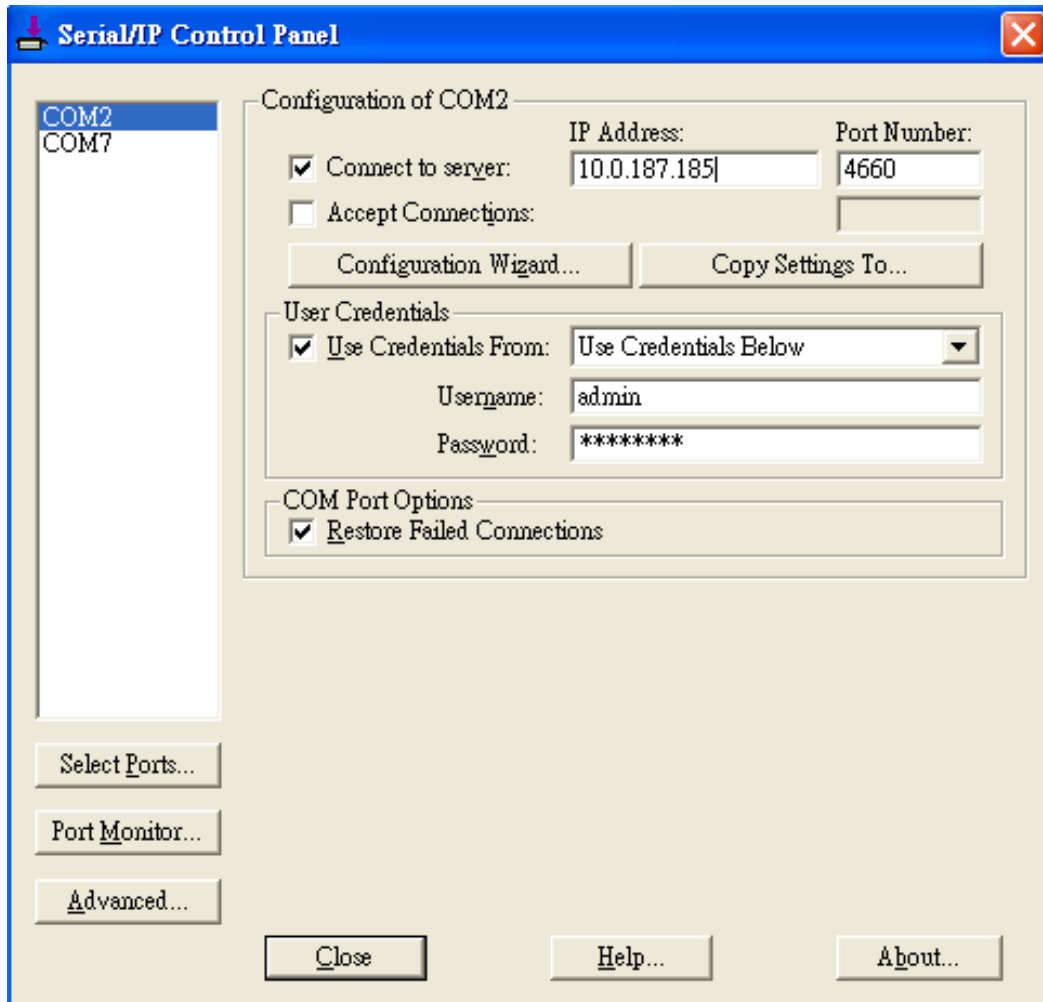 Serial/IP Control Panel
COM2
COM7
Configuration of COM2
IP Address: Port Number:
Connect to server: 10.0.187.185 4660
Accept Connections:
Configuration Wizard... Copy Settings To...
User Credentials
Use Credentials From: Use Credentials Below
Username: admin
Password: ********
COM Port Options
Restore Failed Connections
Select Ports...
Port Monitor...
Advanced...
Close Help... About...